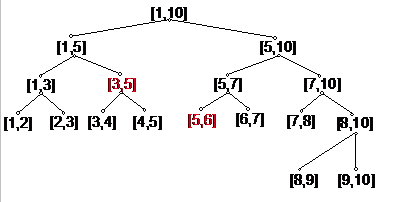 [1,10]
[1,5] [5,10]
[1,3] [3,5] [5,7] [7,10]
[1,2] [2,3] [3,4] [4,5] [5,6] [6,7] [7,8] [8,10]
[8,9] [9,10]